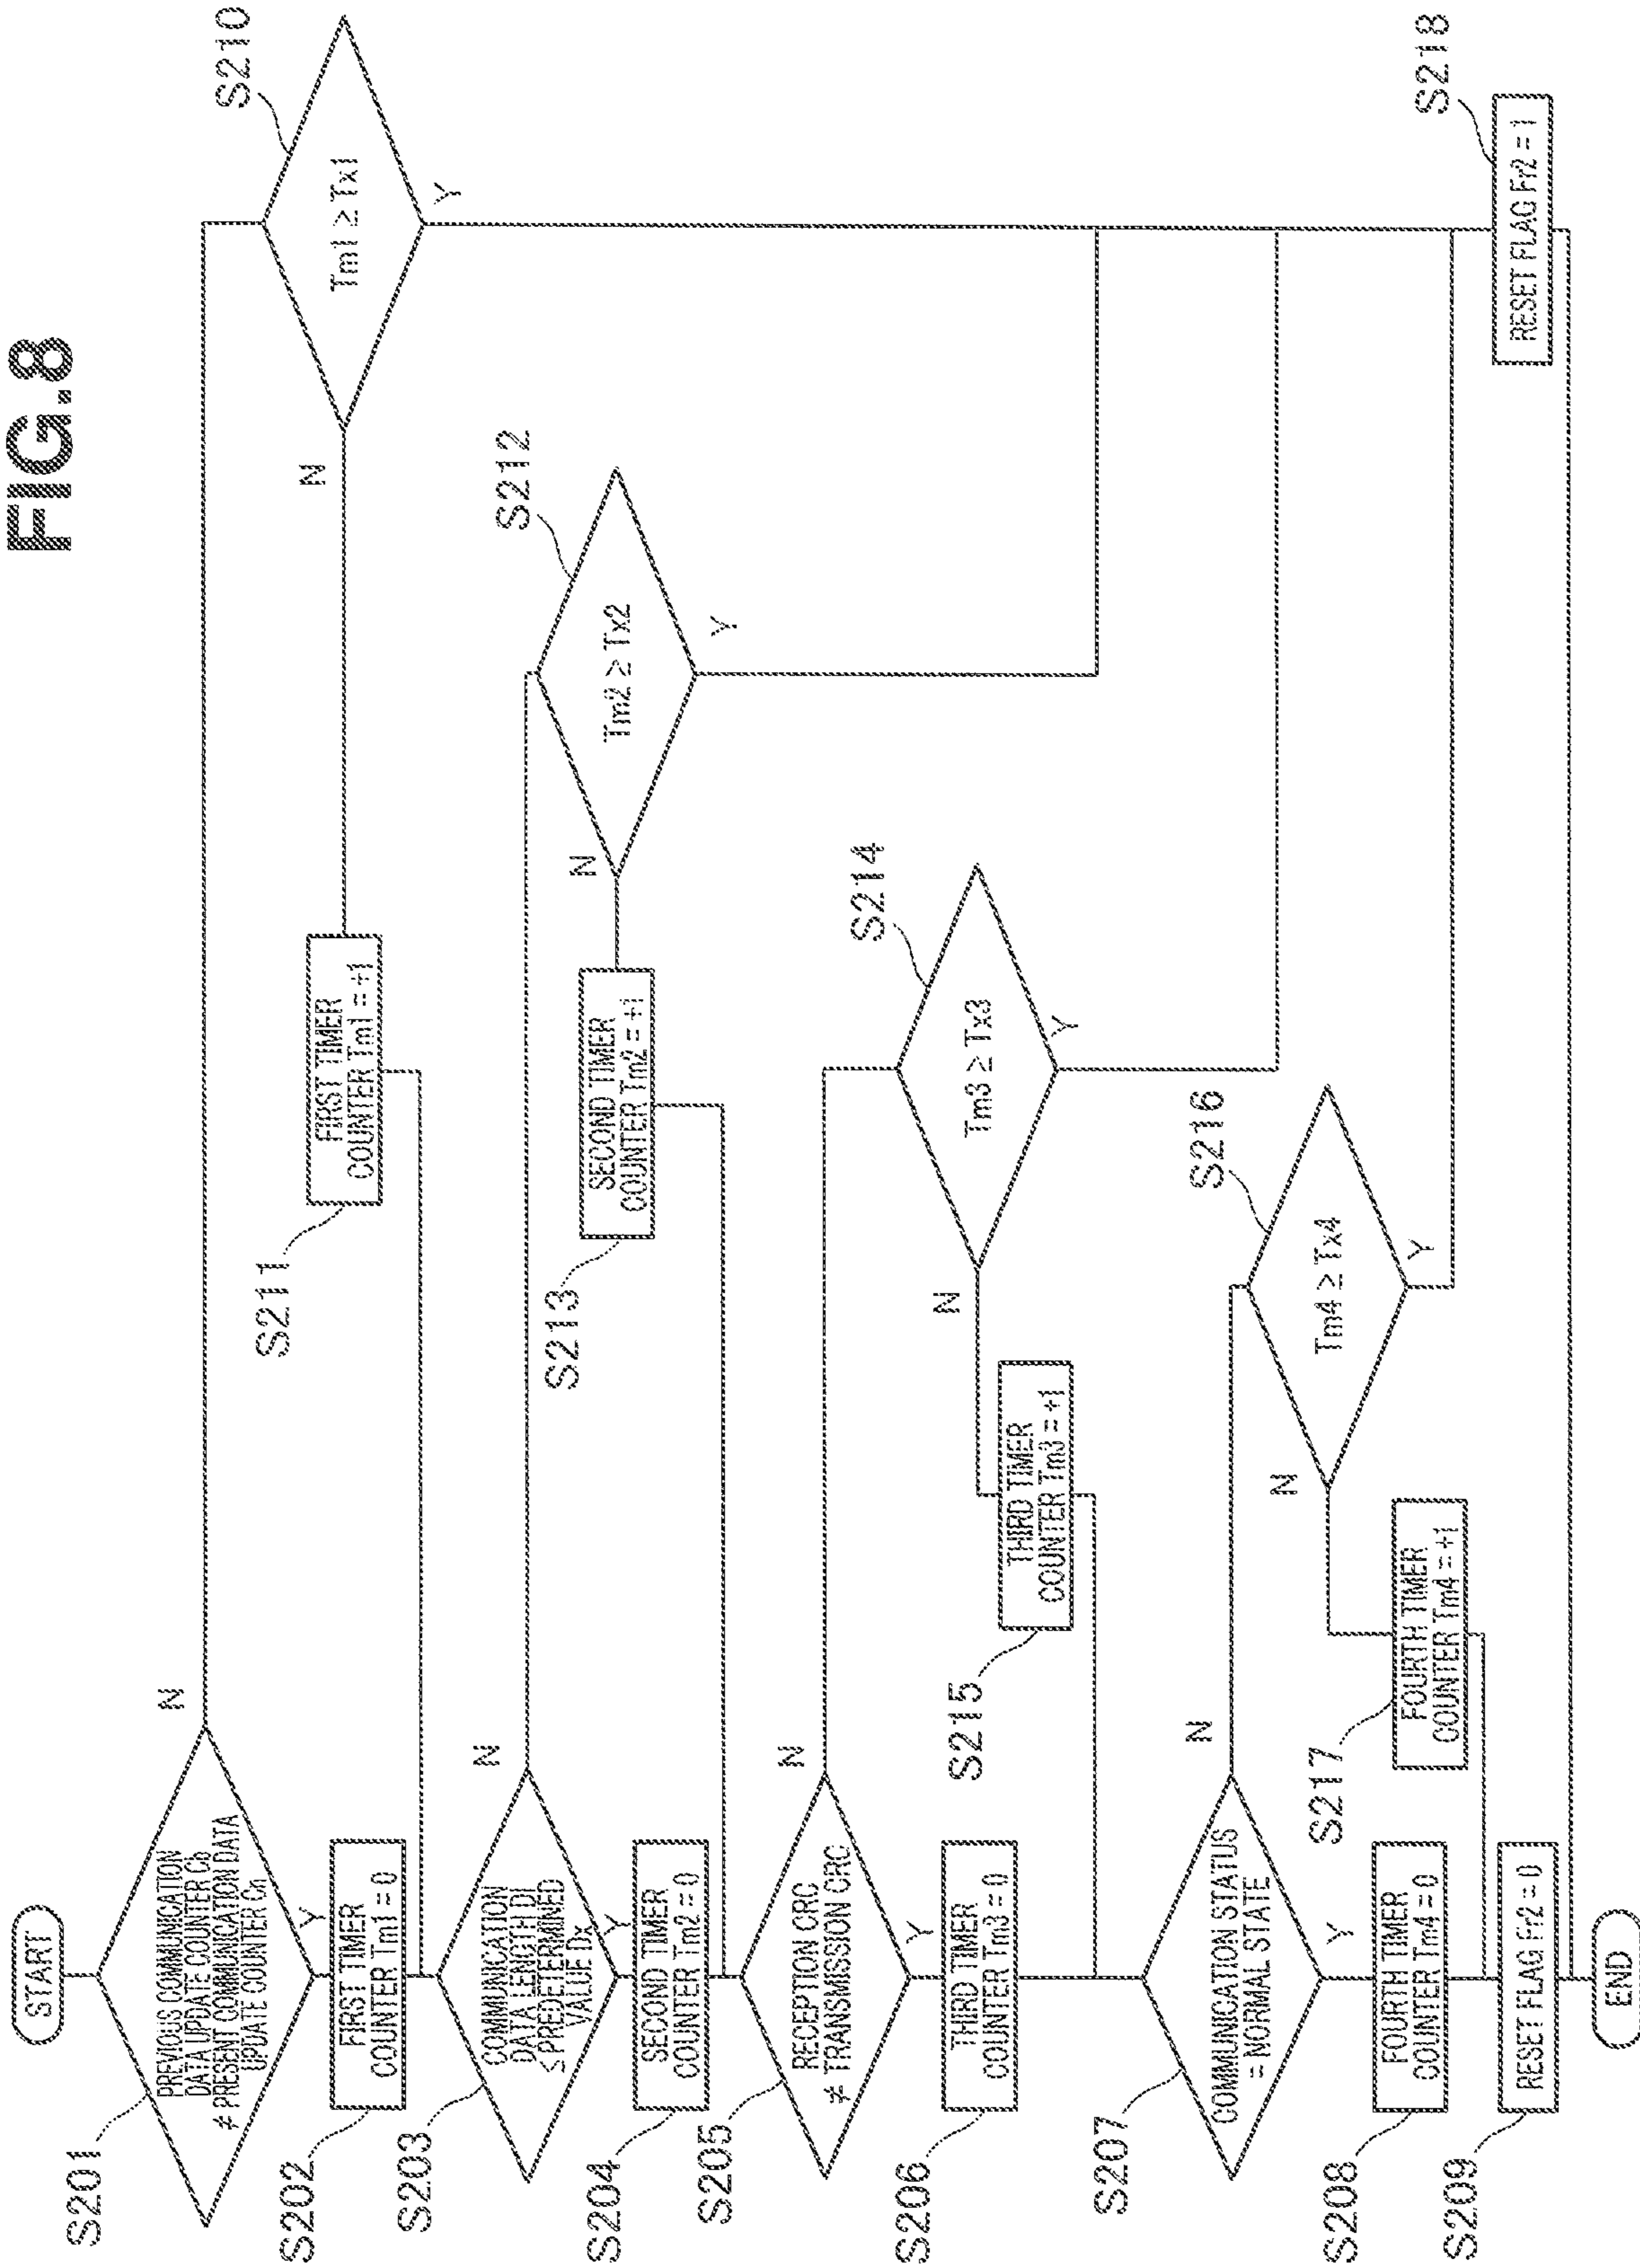 FIG.8
START
S201
PREVIOUS COMMUNICATION
DATA UPDATE COUNTER Cb
≠ PRESENT COMMUNICATION DATA
UPDATE COUNTER Cn
N
Y
S210
Tm1 ≥ Tx1
N
Y
S211
FIRST TIMER
COUNTER Tm1 = +1
S202
FIRST TIMER
COUNTER Tm1 = 0
S203
COMMUNICATION
DATA LENGTH Dl
≤ PREDETERMINED
VALUE Dx
N
Y
S212
Tm2 ≥ Tx2
N
Y
S213
SECOND TIMER
COUNTER Tm2 = +1
S204
SECOND TIMER
COUNTER Tm2 = 0
S205
RECEPTION CRC
≠ TRANSMISSION CRC
N
Y
S214
Tm3 ≥ Tx3
N
Y
S215
THIRD TIMER
COUNTER Tm3 = +1
S206
THIRD TIMER
COUNTER Tm3 = 0
S207
COMMUNICATION STATUS
= NORMAL STATE
N
Y
S216
Tm4 ≥ Tx4
N
Y
S217
FOURTH TIMER
COUNTER Tm4 = +1
S208
FOURTH TIMER
COUNTER Tm4 = 0
S209
RESET FLAG Fr2 = 0
S218
RESET FLAG Fr2 = 1
END